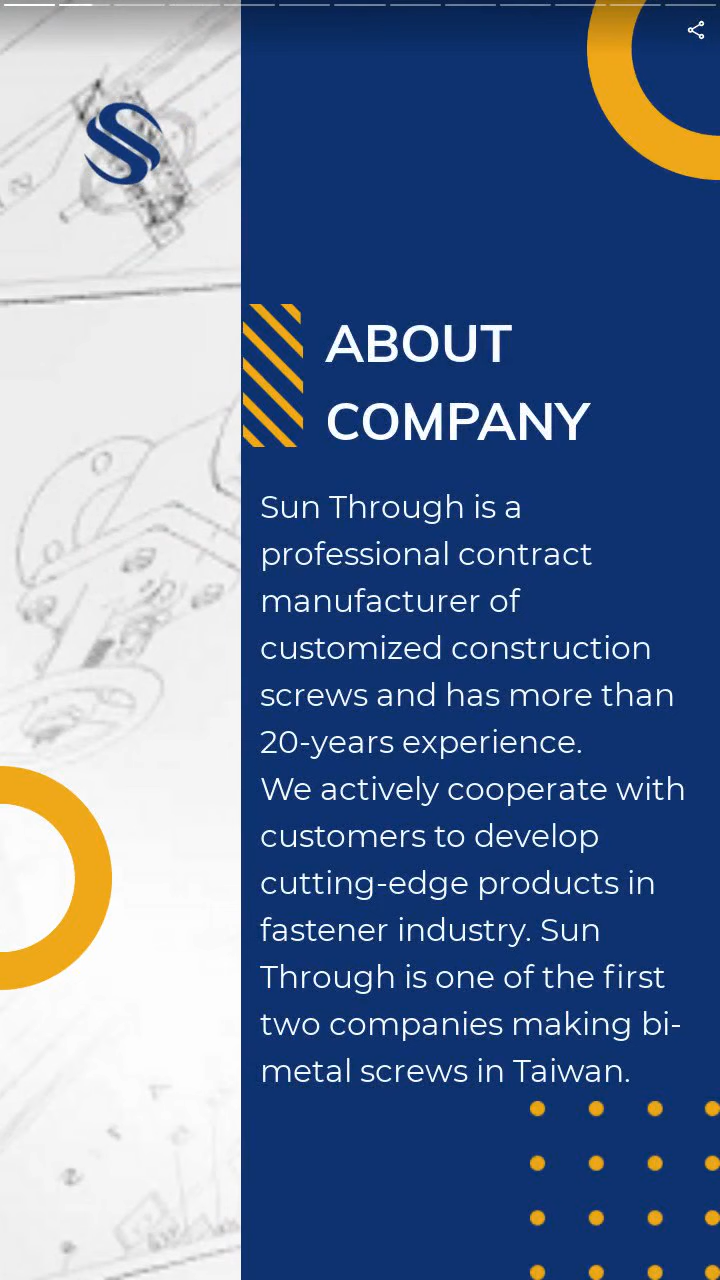 ABOUT
COMPANY
Sun Through is a
professional contract
manufacturer of
customized construction
screws and has more than
20-years experience.
We actively cooperate with
customers to develop
cutting-edge products in
fastener industry. Sun
Through is one of the first
two companies making bi-
metal screws in Taiwan.